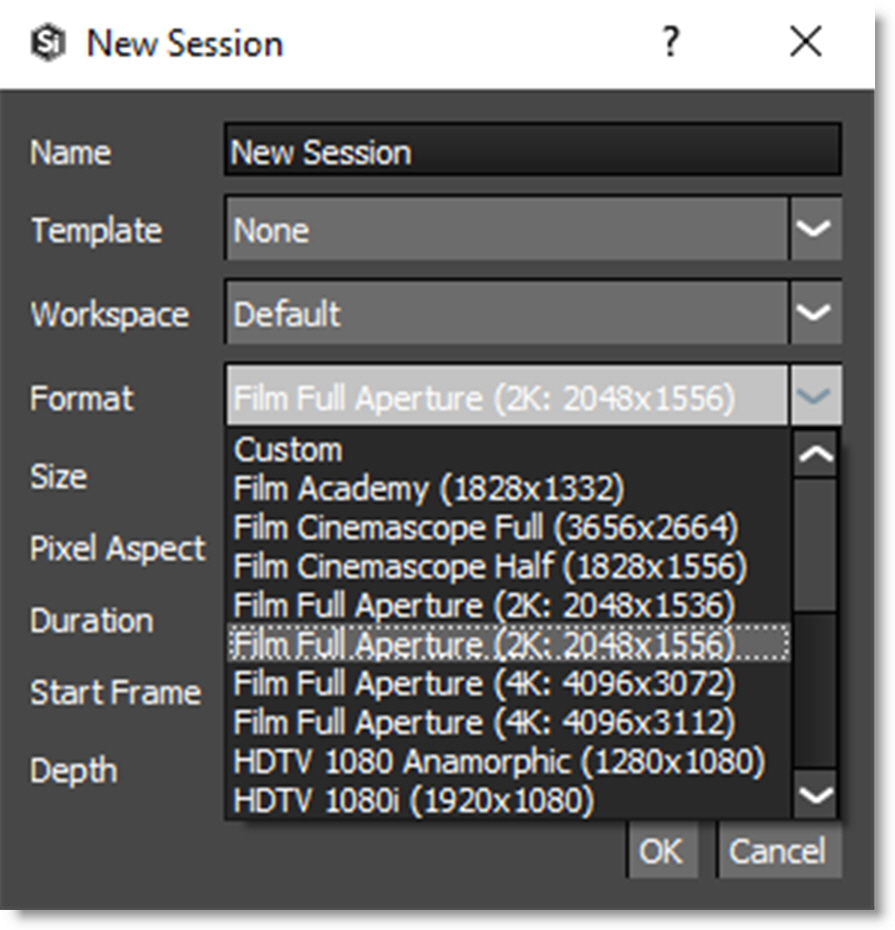 Si New Session ?
Name New Session
Template None
Workspace Default
Format Film Full Aperture (2K: 2048x1556)
Custom
Size Film Academy (1828x1332)
Film Cinemascope Full (3656x2664)
Pixel Aspect Film Cinemascope Half (1828x1556)
Film Full Aperture (2K: 2048x1536)
Duration Film Full Aperture (2K: 2048x1556)
Start Frame Film Full Aperture (4K: 4096x3072)
Film Full Aperture (4K: 4096x3112)
Depth HDTV 1080 Anamorphic (1280x1080)
HDTV 1080i (1920x1080)
OK Cancel